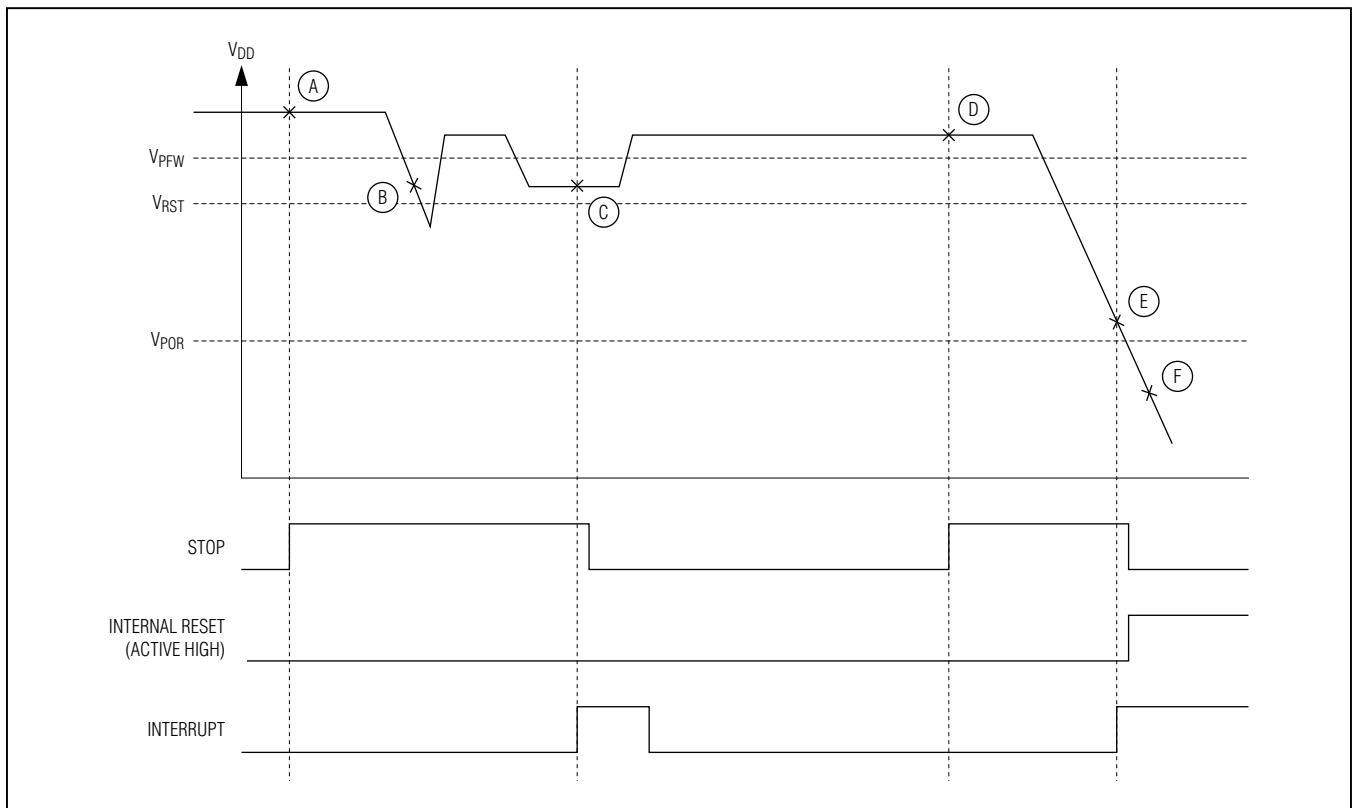 VDD
A
D
VPFW
B
VRST
C
E
VPOR
F
STOP
INTERNAL RESET
(ACTIVE HIGH)
INTERRUPT